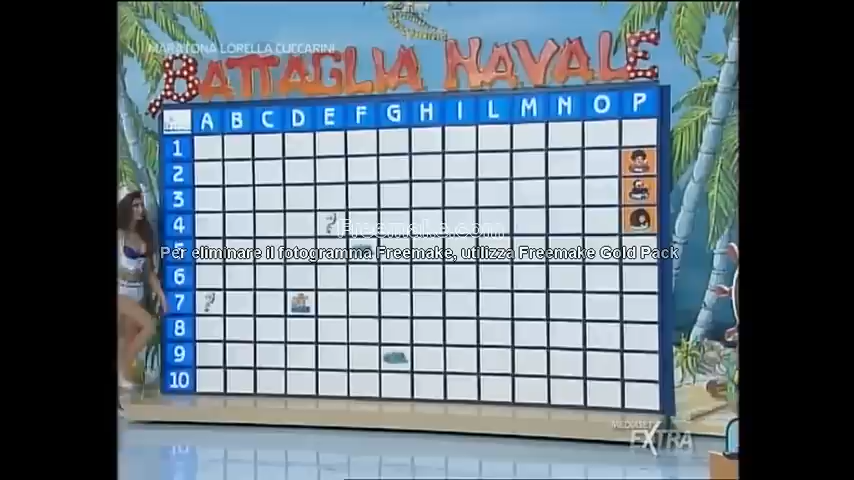 MARATONA LORELLA CUCCARINI
BATTAGLIA NAVALE
A B C D E F G H I L M N O P
1
2
3
4
Freemake.com
5
Per eliminare il fotogramma Freemake, utilizza Freemake Gold Pack
6
7
8
9
10
MEDIASET
EXTRA